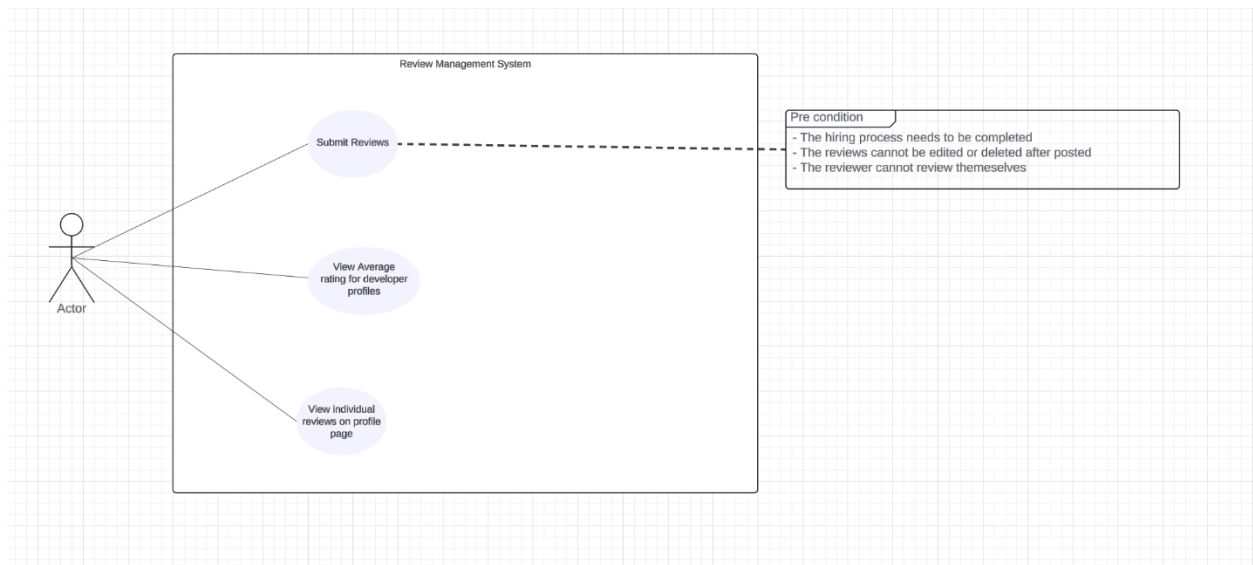 Review Management System
Submit Reviews
Pre condition
- The hiring process needs to be completed
- The reviews cannot be edited or deleted after posted
- The reviewer cannot review themeselves
View Average
rating for developer
profiles
Actor
View individual
reviews on profile
page